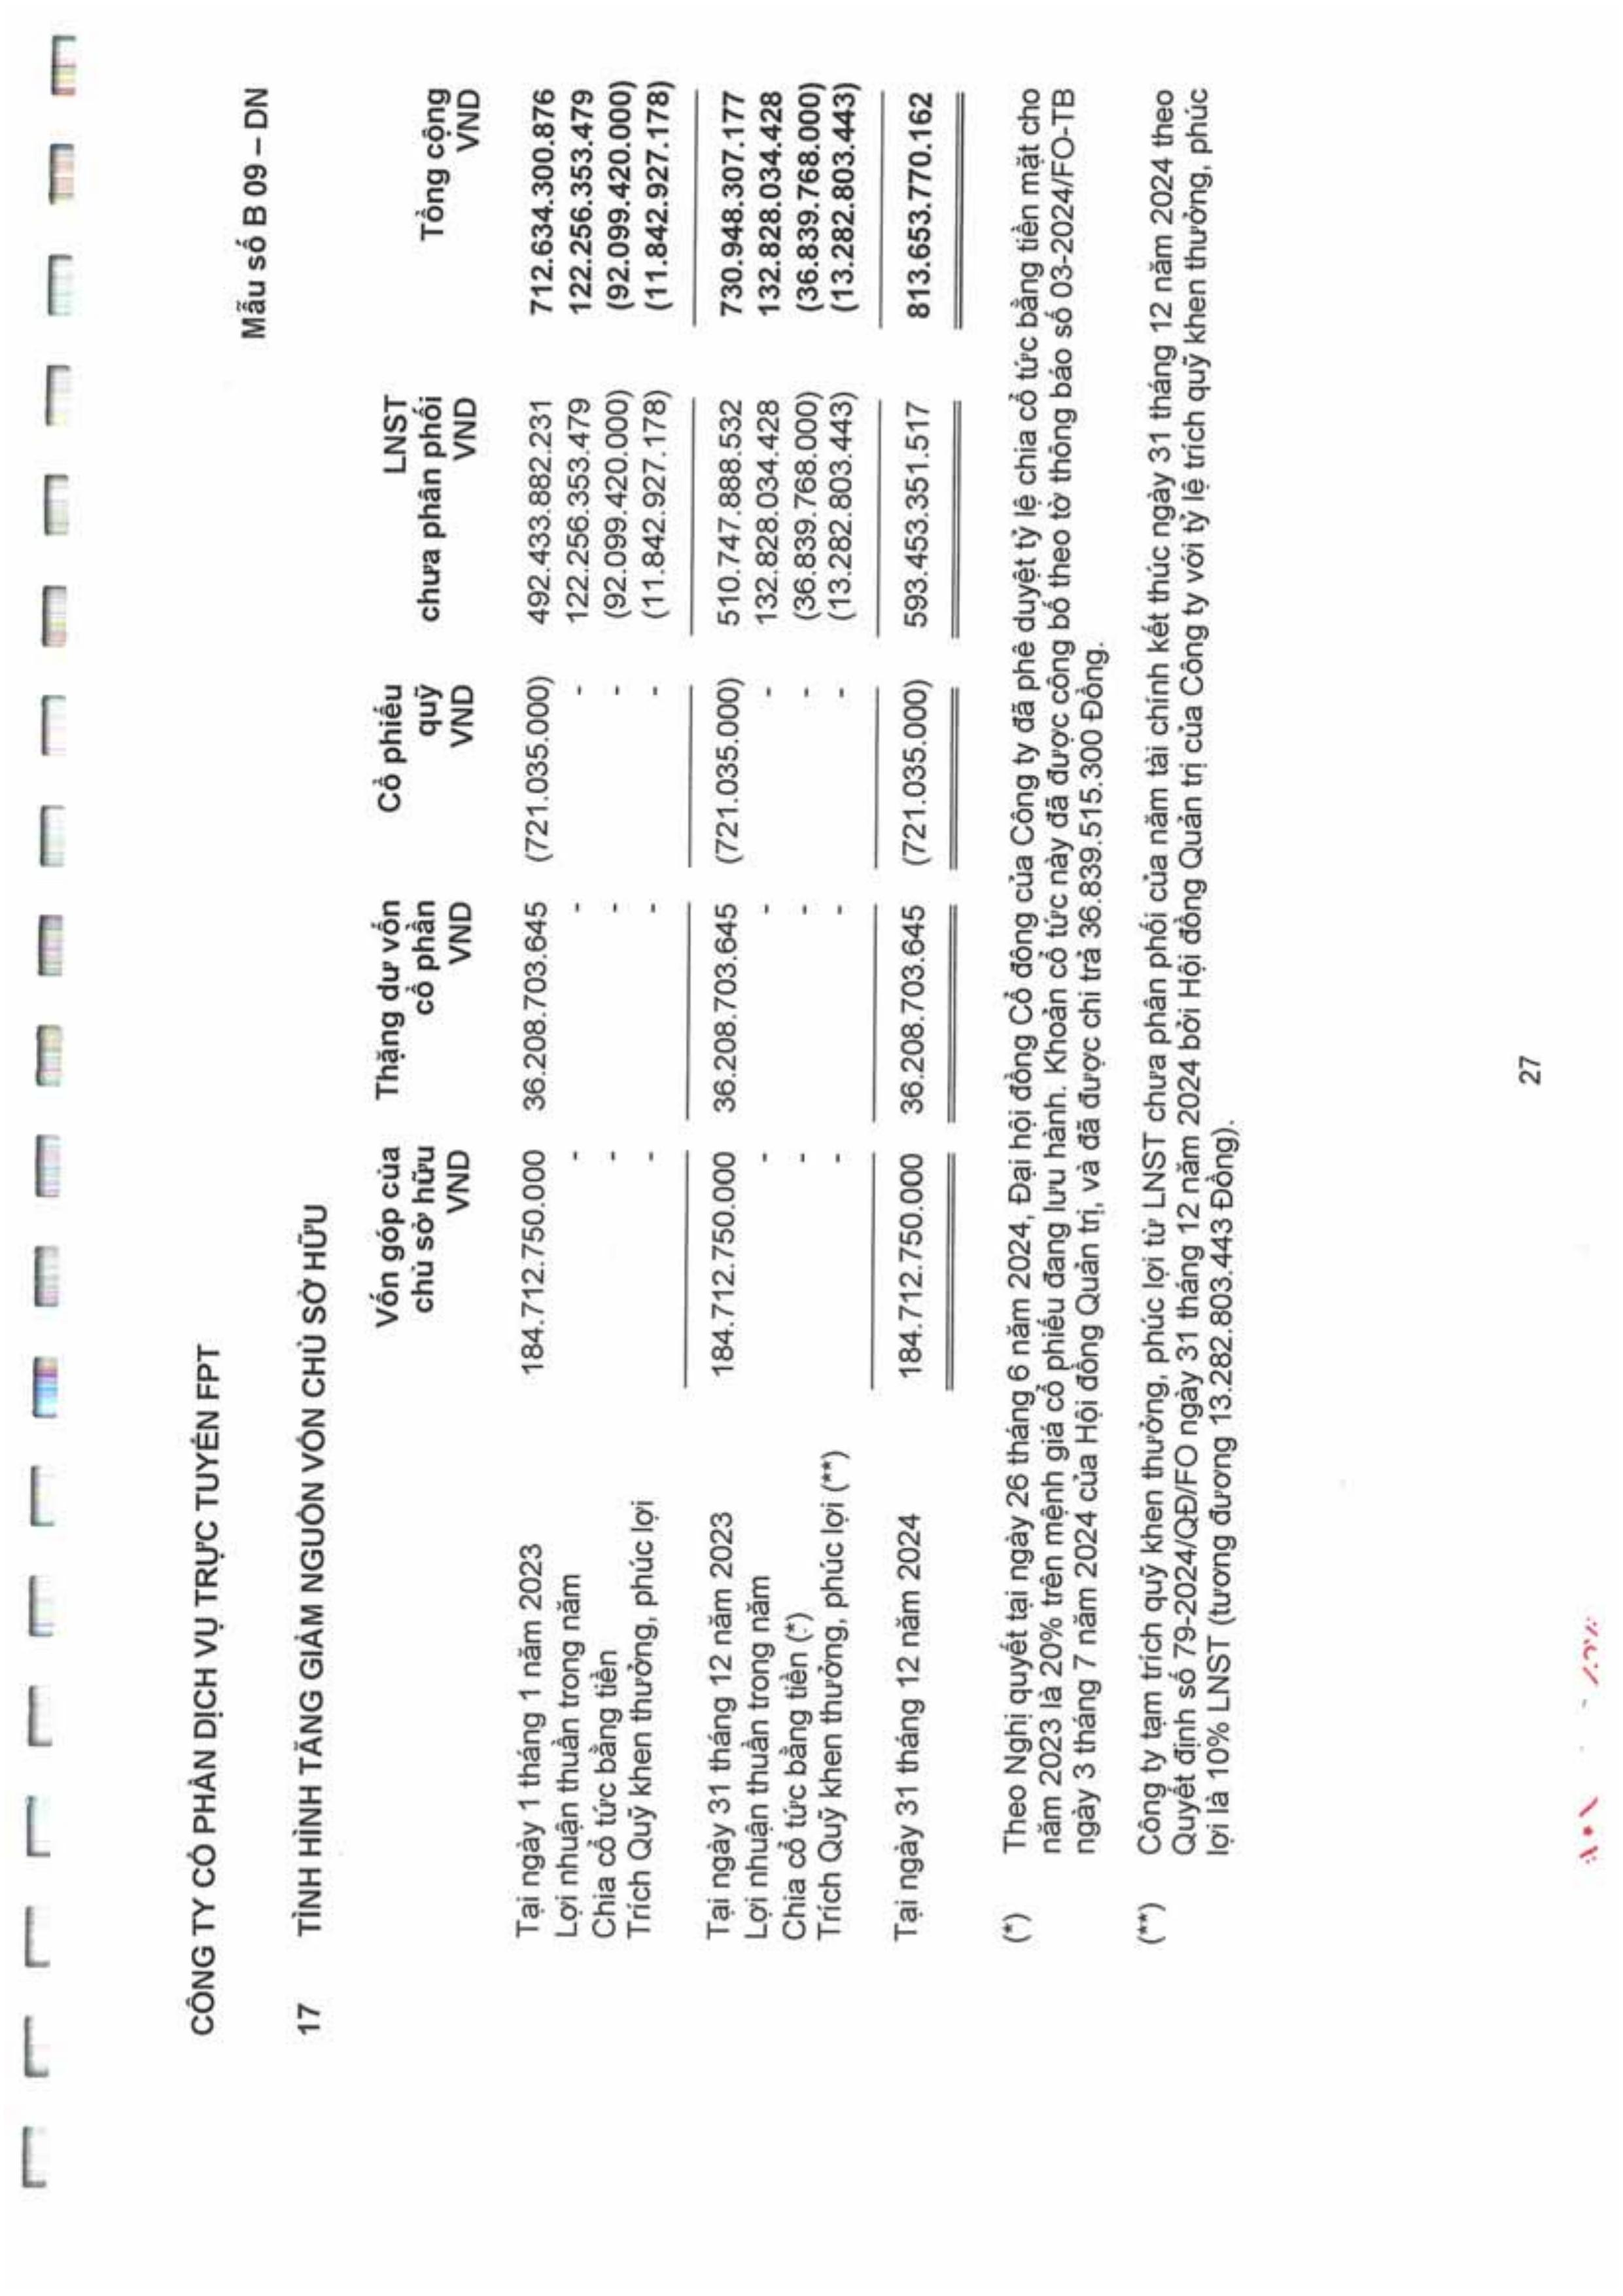 CÔNG TY CỔ PHẦN DỊCH VỤ TRỰC TUYẾN FPT
Mẫu số B 09 – DN
17 TÌNH HÌNH TĂNG GIẢM NGUỒN VỐN CHỦ SỞ HỮU
Vốn góp của Thặng dư vốn Cổ phiếu LNST
chủ sở hữu cổ phần quỹ chưa phân phối Tổng cộng
VND VND VND VND VND
Tại ngày 1 tháng 1 năm 2023 184.712.750.000 36.208.703.645 (721.035.000) 492.433.882.231 712.634.300.876
Lợi nhuận thuần trong năm - - - 122.256.353.479 122.256.353.479
Chia cổ tức bằng tiền - - - (92.099.420.000) (92.099.420.000)
Trích Quỹ khen thưởng, phúc lợi - - - (11.842.927.178) (11.842.927.178)
Tại ngày 31 tháng 12 năm 2023 184.712.750.000 36.208.703.645 (721.035.000) 510.747.888.532 730.948.307.177
Lợi nhuận thuần trong năm - - - 132.828.034.428 132.828.034.428
Chia cổ tức bằng tiền (*) - - - (36.839.768.000) (36.839.768.000)
Trích Quỹ khen thưởng, phúc lợi (**) - - - (13.282.803.443) (13.282.803.443)
Tại ngày 31 tháng 12 năm 2024 184.712.750.000 36.208.703.645 (721.035.000) 593.453.351.517 813.653.770.162
(*) Theo Nghị quyết tại ngày 26 tháng 6 năm 2024, Đại hội đồng Cổ đông của Công ty đã phê duyệt tỷ lệ chia cổ tức bằng tiền mặt cho
năm 2023 là 20% trên mệnh giá cổ phiếu đang lưu hành. Khoản cổ tức này đã được công bố theo tờ thông báo số 03-2024/FO-TB
ngày 3 tháng 7 năm 2024 của Hội đồng Quản trị, và đã được chi trả 36.839.515.300 Đồng.
(**) Công ty tạm trích quỹ khen thưởng, phúc lợi từ LNST chưa phân phối của năm tài chính kết thúc ngày 31 tháng 12 năm 2024 theo
Quyết định số 79-2024/QĐ/FO ngày 31 tháng 12 năm 2024 bởi Hội đồng Quản trị của Công ty với tỷ lệ trích quỹ khen thưởng, phúc
lợi là 10% LNST (tương đương 13.282.803.443 Đồng).
27